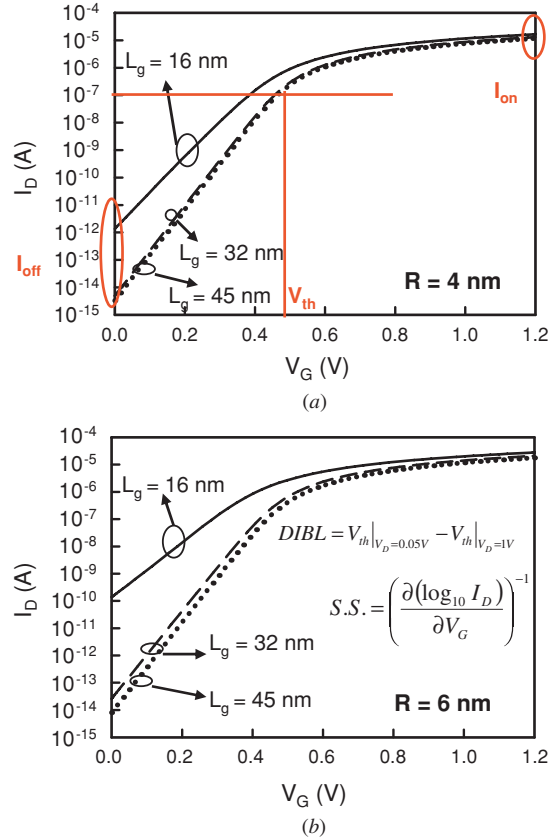 10⁻⁴
10⁻⁵
10⁻⁶
10⁻⁷
10⁻⁸
10⁻⁹
10⁻¹⁰
10⁻¹¹
10⁻¹²
10⁻¹³
10⁻¹⁴
10⁻¹⁵
I_D (A)
L_g = 16 nm
I_on
I_off
L_g = 32 nm
L_g = 45 nm
V_th
R = 4 nm
0.0 0.2 0.4 0.6 0.8 1.0 1.2
V_G (V)
(a)
10⁻⁴
10⁻⁵
10⁻⁶
10⁻⁷
10⁻⁸
10⁻⁹
10⁻¹⁰
10⁻¹¹
10⁻¹²
10⁻¹³
10⁻¹⁴
10⁻¹⁵
I_D (A)
L_g = 16 nm
DIBL = V_th|_{V_D=0.05V} − V_th|_{V_D=1V}
S.S. = (∂(log₁₀ I_D) / ∂V_G)⁻¹
L_g = 32 nm
L_g = 45 nm
R = 6 nm
0.0 0.2 0.4 0.6 0.8 1.0 1.2
V_G (V)
(b)